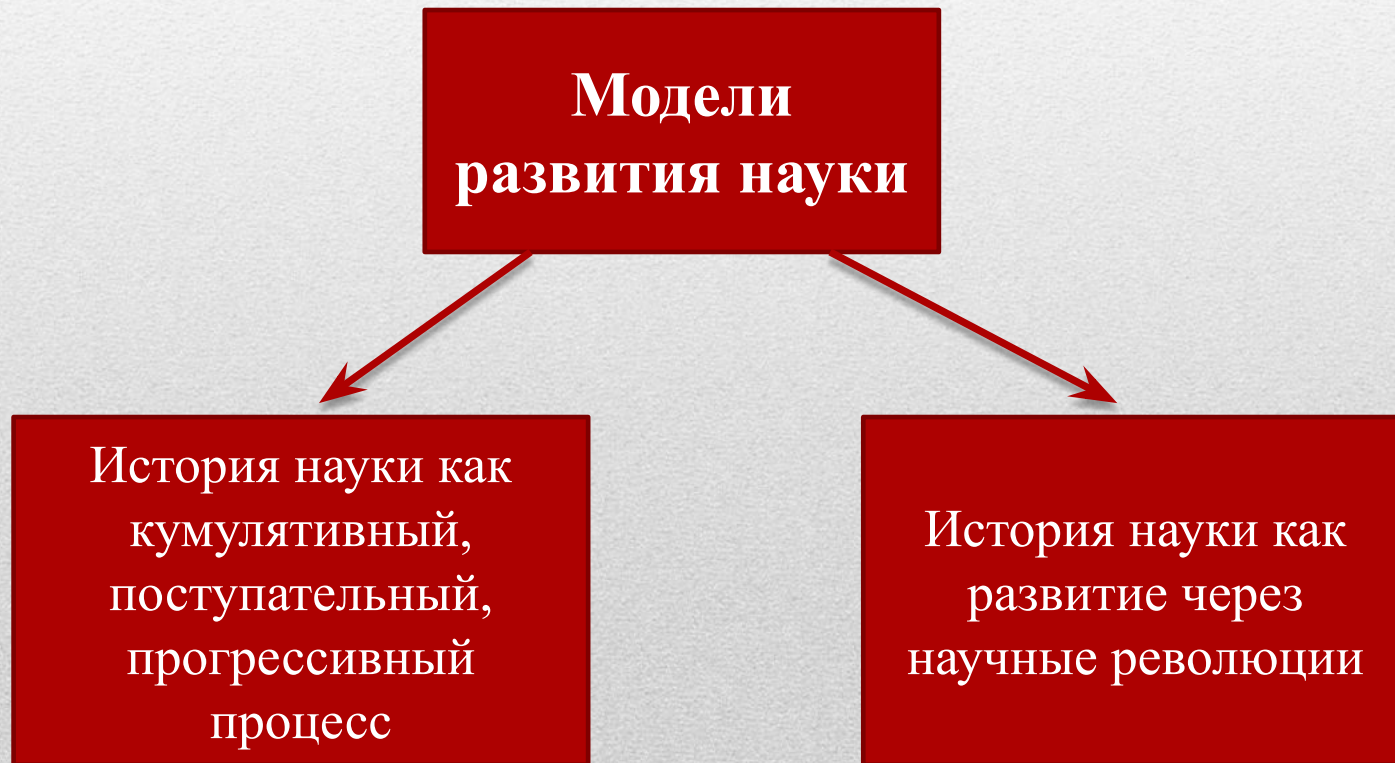 Модели
развития науки
История науки как
кумулятивный,
поступательный,
прогрессивный
процесс
История науки как
развитие через
научные революции